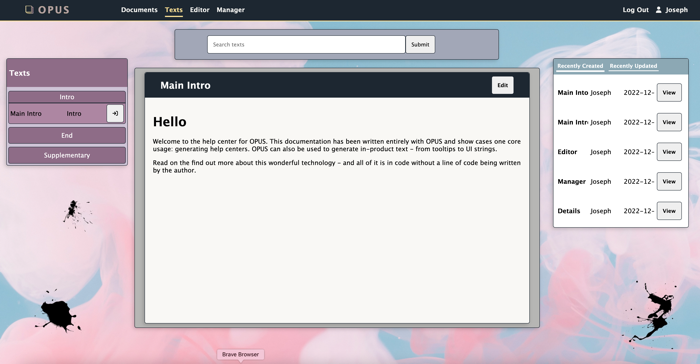 OPUS
Documents Texts Editor Manager
Log Out Joseph
Search texts Submit
Texts
Intro
Main Intro Intro
End
Supplementary
Main Intro Edit
Hello
Welcome to the help center for OPUS. This documentation has been written entirely with OPUS and show cases one core
usage: generating help centers. OPUS can also be used to generate in-product text - from tooltips to UI strings.
Read on the find out more about this wonderful technology - and all of it is in code without a line of code being written
by the author.
Recently Created Recently Updated
Main Into Joseph 2022-12- View
Main Intr Joseph 2022-12- View
Editor Joseph 2022-12- View
Manager Joseph 2022-12- View
Details Joseph 2022-12- View
Brave Browser